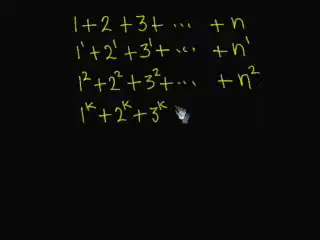 1 + 2 + 3 + ··· + n
1¹ + 2¹ + 3¹ + ··· + n¹
1² + 2² + 3² + ··· + n²
1ᴷ + 2ᴷ + 3ᴷ